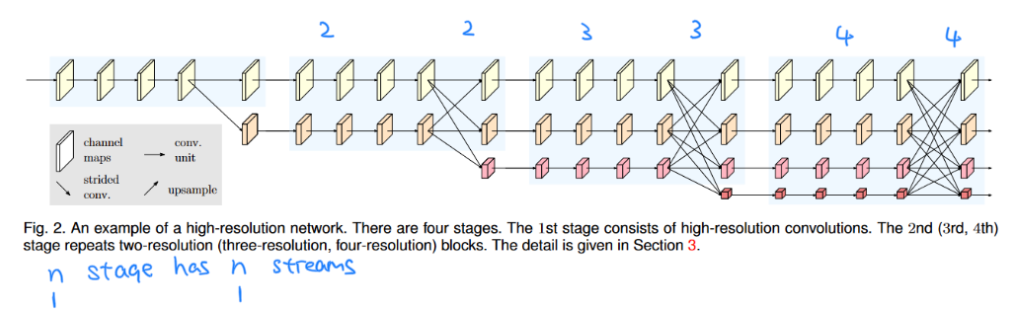 2 2 3 3 4 4
channel maps
conv. unit
strided conv.
upsample
Fig. 2. An example of a high-resolution network. There are four stages. The 1st stage consists of high-resolution convolutions. The 2nd (3rd, 4th)
stage repeats two-resolution (three-resolution, four-resolution) blocks. The detail is given in Section 3.
n stage has n streams
1 1